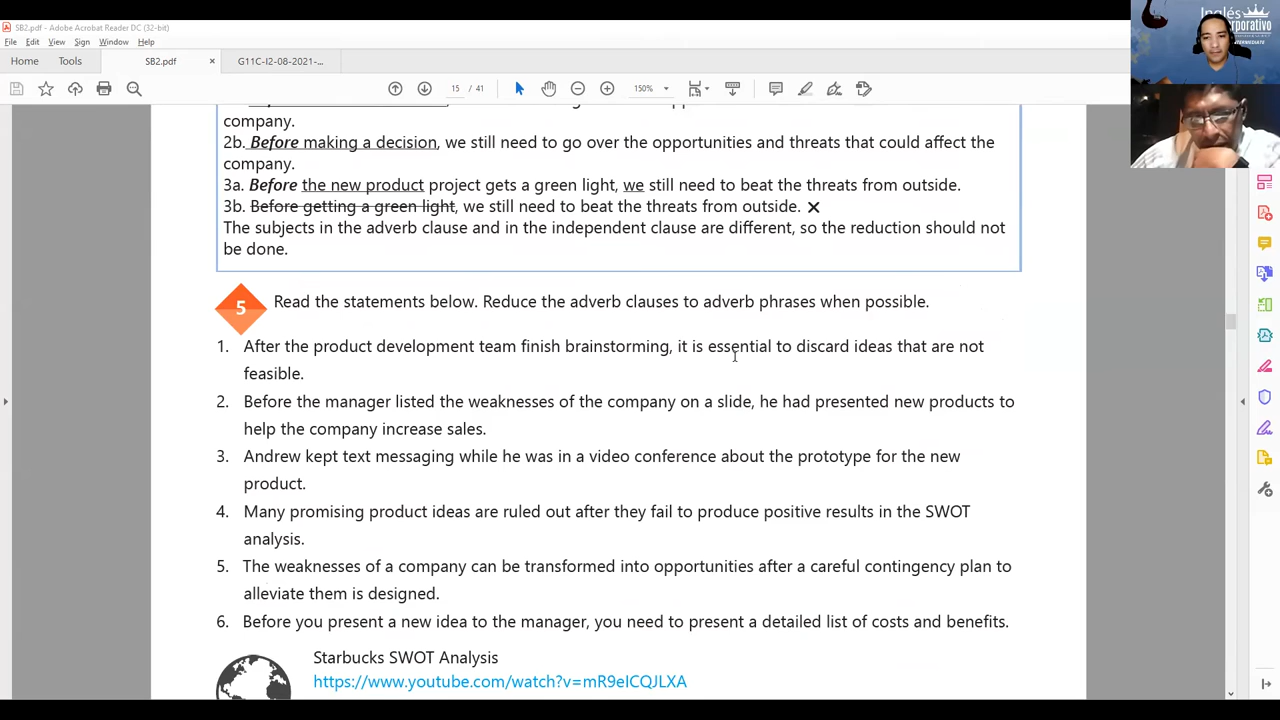 SB2.pdf - Adobe Acrobat Reader DC (32-bit)
File Edit View Sign Window Help
Home Tools SB2.pdf × G11C-I2-08-2021-...
15 / 41 150%
company.
2b. Before making a decision, we still need to go over the opportunities and threats that could affect the
company.
3a. Before the new product project gets a green light, we still need to beat the threats from outside.
3b. Before getting a green light, we still need to beat the threats from outside. ✕
The subjects in the adverb clause and in the independent clause are different, so the reduction should not
be done.
5 Read the statements below. Reduce the adverb clauses to adverb phrases when possible.
1. After the product development team finish brainstorming, it is essential to discard ideas that are not
feasible.
2. Before the manager listed the weaknesses of the company on a slide, he had presented new products to
help the company increase sales.
3. Andrew kept text messaging while he was in a video conference about the prototype for the new
product.
4. Many promising product ideas are ruled out after they fail to produce positive results in the SWOT
analysis.
5. The weaknesses of a company can be transformed into opportunities after a careful contingency plan to
alleviate them is designed.
6. Before you present a new idea to the manager, you need to present a detailed list of costs and benefits.
Starbucks SWOT Analysis
https://www.youtube.com/watch?v=mR9eICQJLXA
Inglés